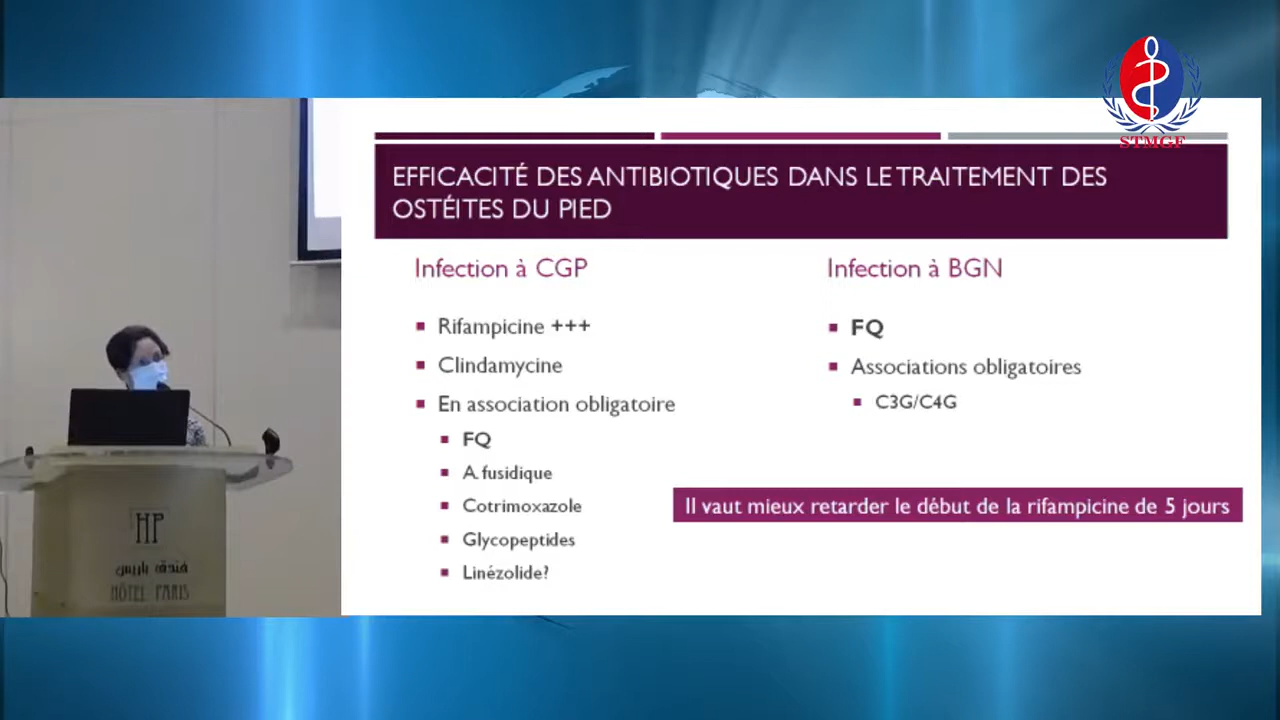 STMGF
EFFICACITÉ DES ANTIBIOTIQUES DANS LE TRAITEMENT DES
OSTÉITES DU PIED
Infection à CGP
Rifampicine +++
Clindamycine
En association obligatoire
FQ
A. fusidique
Cotrimoxazole
Glycopeptides
Linézolide?
Infection à BGN
FQ
Associations obligatoires
C3G/C4G
Il vaut mieux retarder le début de la rifampicine de 5 jours
HP
فندق باريس
HÔTEL PARIS